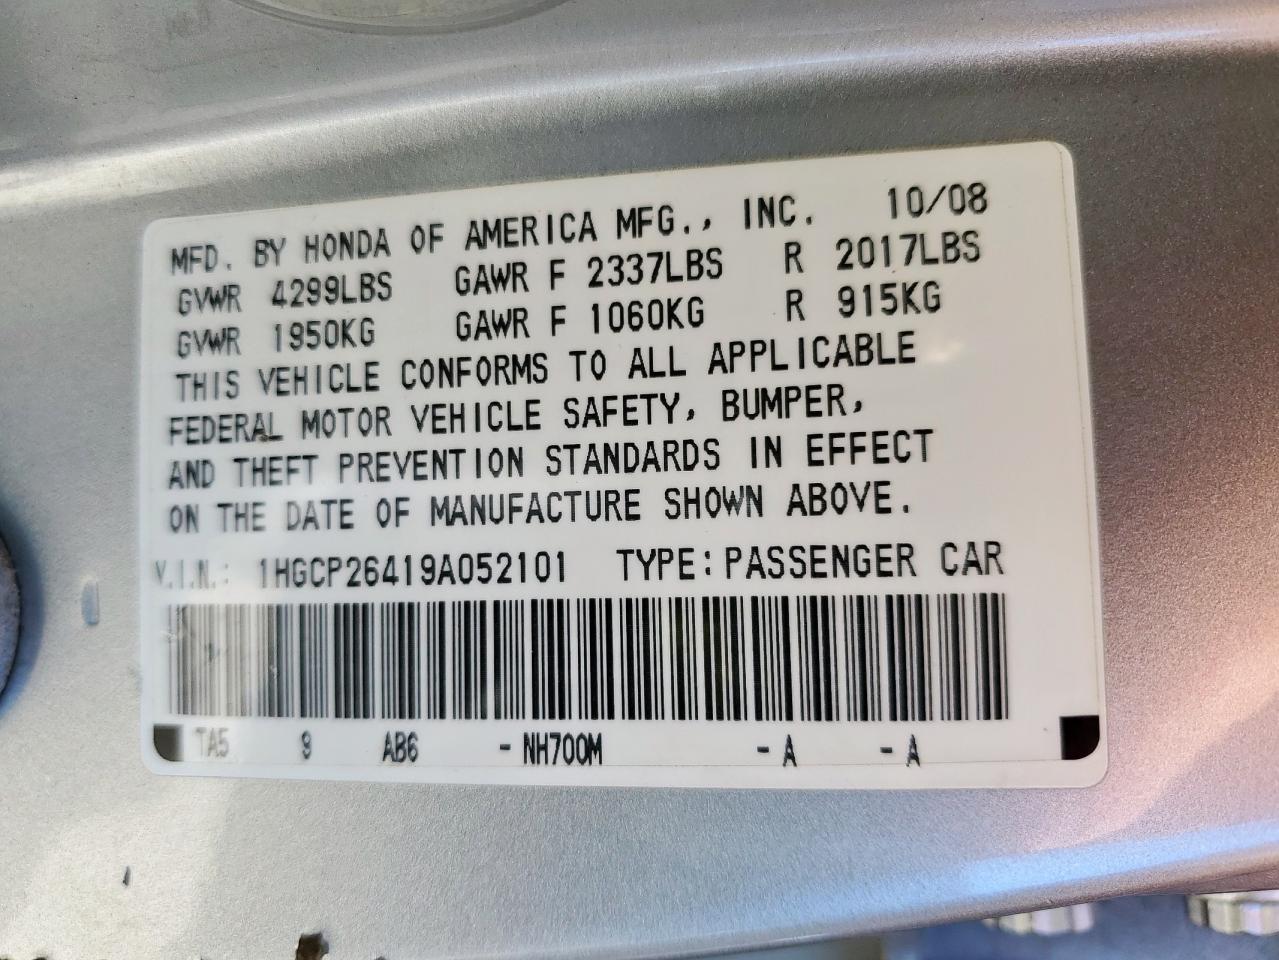 MFD. BY HONDA OF AMERICA MFG., INC. 10/08
GVWR 4299LBS GAWR F 2337LBS R 2017LBS
GVWR 1950KG GAWR F 1060KG R 915KG
THIS VEHICLE CONFORMS TO ALL APPLICABLE
FEDERAL MOTOR VEHICLE SAFETY, BUMPER,
AND THEFT PREVENTION STANDARDS IN EFFECT
ON THE DATE OF MANUFACTURE SHOWN ABOVE.
V.I.N.: 1HGCP26419A052101 TYPE:PASSENGER CAR
TA5 9 AB6 -NH700M -A -A